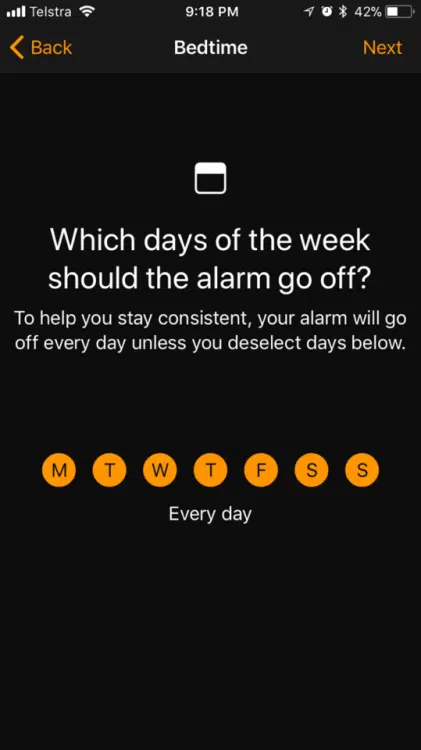 Telstra 9:18 PM 42%
Back Bedtime Next
Which days of the week
should the alarm go off?
To help you stay consistent, your alarm will go
off every day unless you deselect days below.
M T W T F S S
Every day